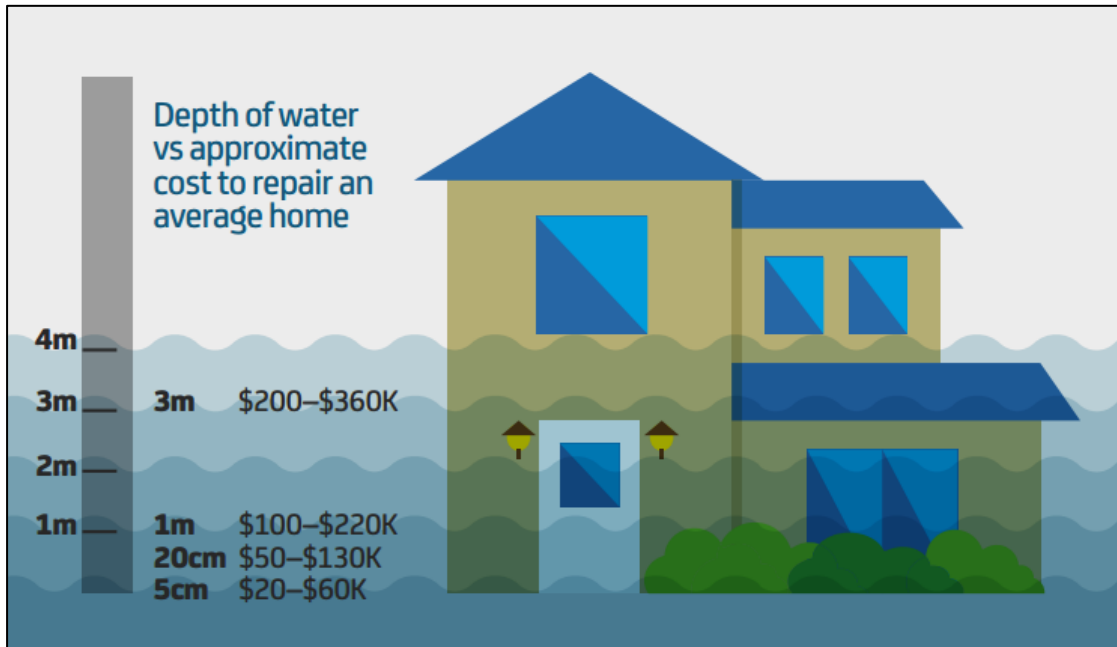 Depth of water
vs approximate
cost to repair an
average home
4m
3m 3m $200–$360K
2m
1m 1m $100–$220K
20cm $50–$130K
5cm $20–$60K